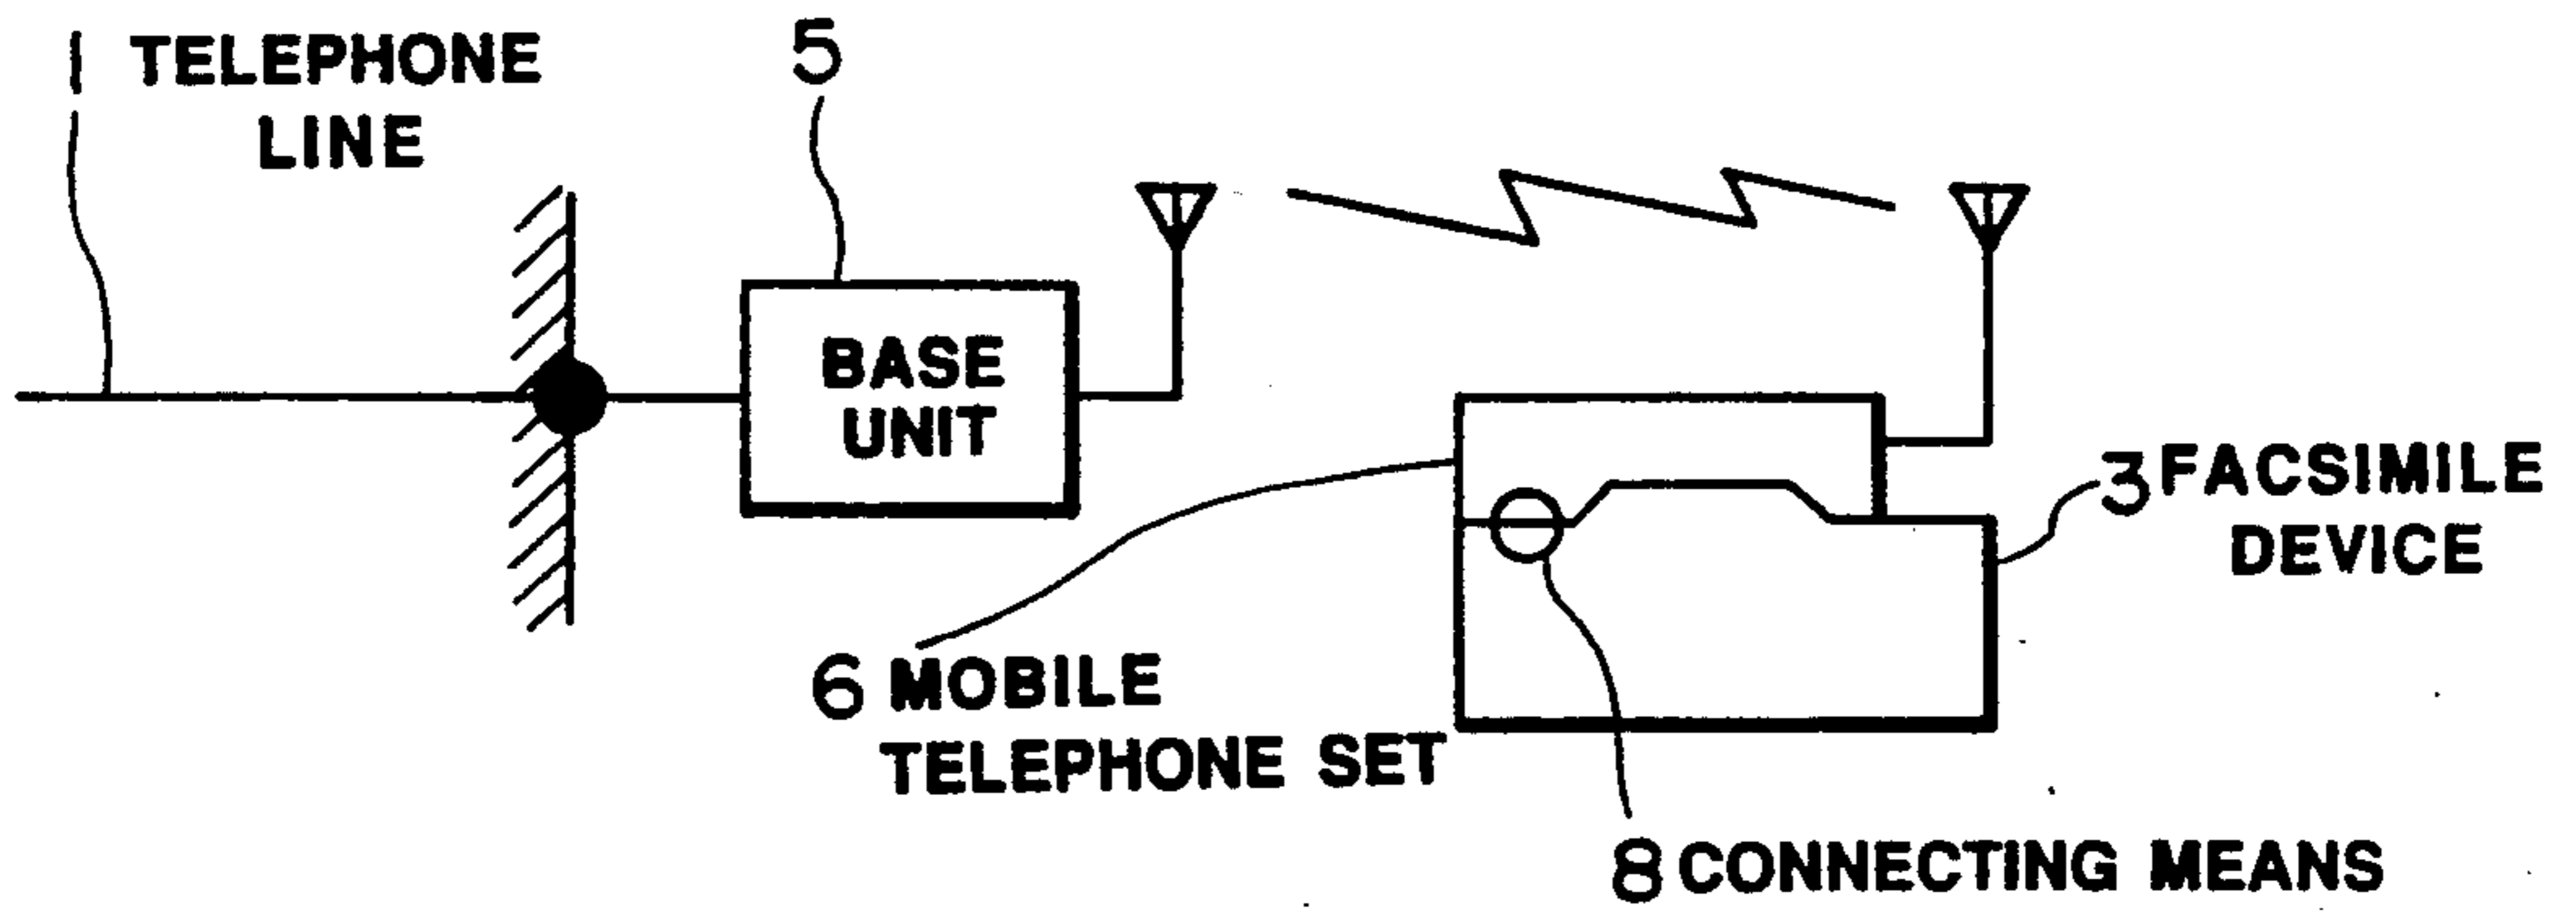 1 TELEPHONE
LINE
5
BASE
UNIT
3 FACSIMILE
DEVICE
6 MOBILE
TELEPHONE SET
8 CONNECTING MEANS